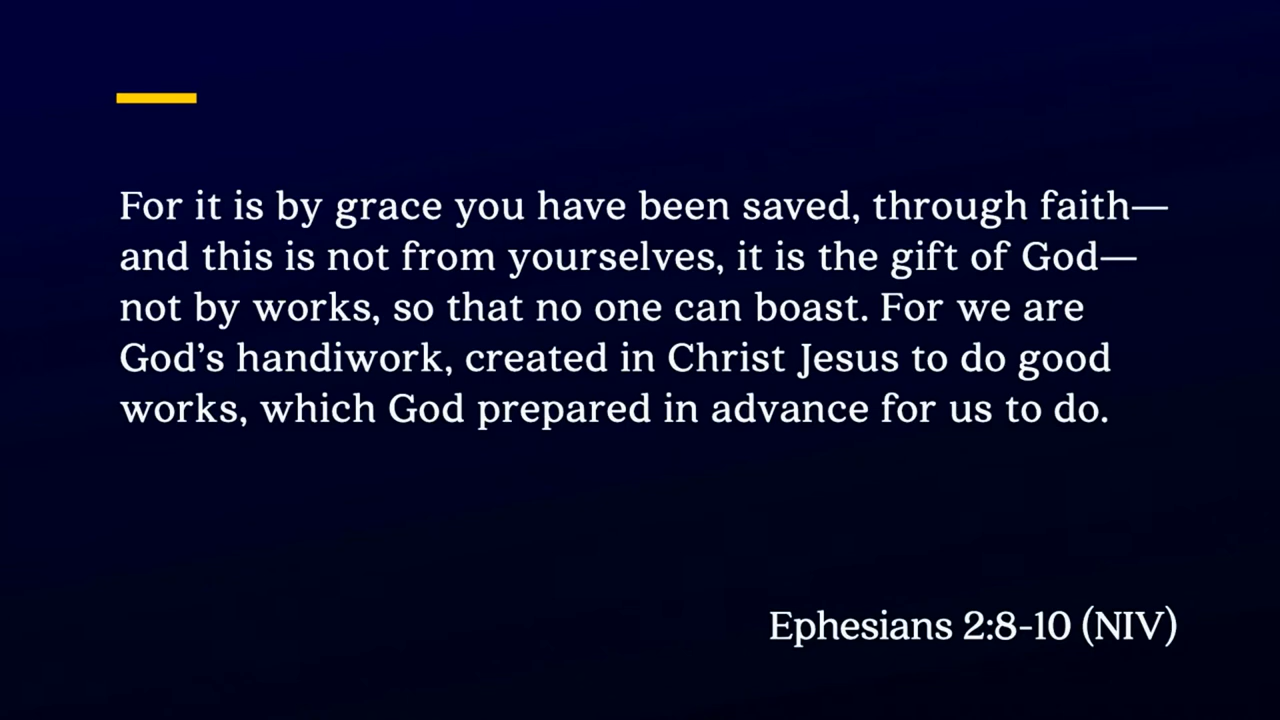 For it is by grace you have been saved, through faith—
and this is not from yourselves, it is the gift of God—
not by works, so that no one can boast. For we are
God’s handiwork, created in Christ Jesus to do good
works, which God prepared in advance for us to do.
Ephesians 2:8-10 (NIV)